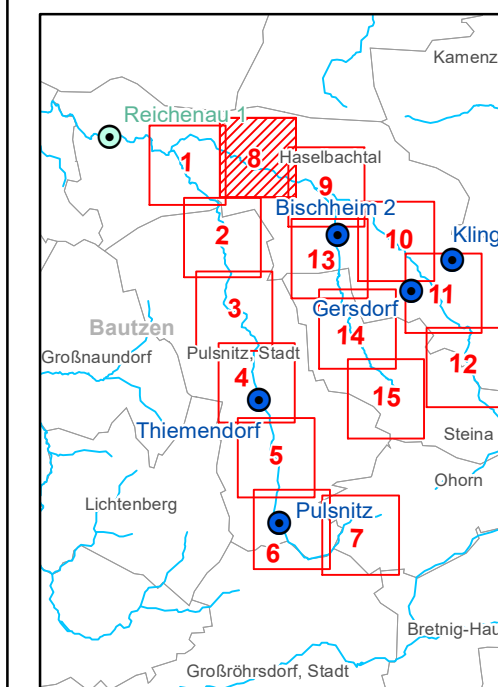 Kamenz
Reichenau 1
1
8
Haselbachtal
9
Bischheim 2
2
10
13
Kling
11
3
Gersdorf
Bautzen
14
Großnaundorf
Pulsnitz, Stadt
12
4
15
Thiemendorf
Steina
5
Ohorn
Lichtenberg
Pulsnitz
6
7
Bretnig-Hau
Großröhrsdorf, Stadt